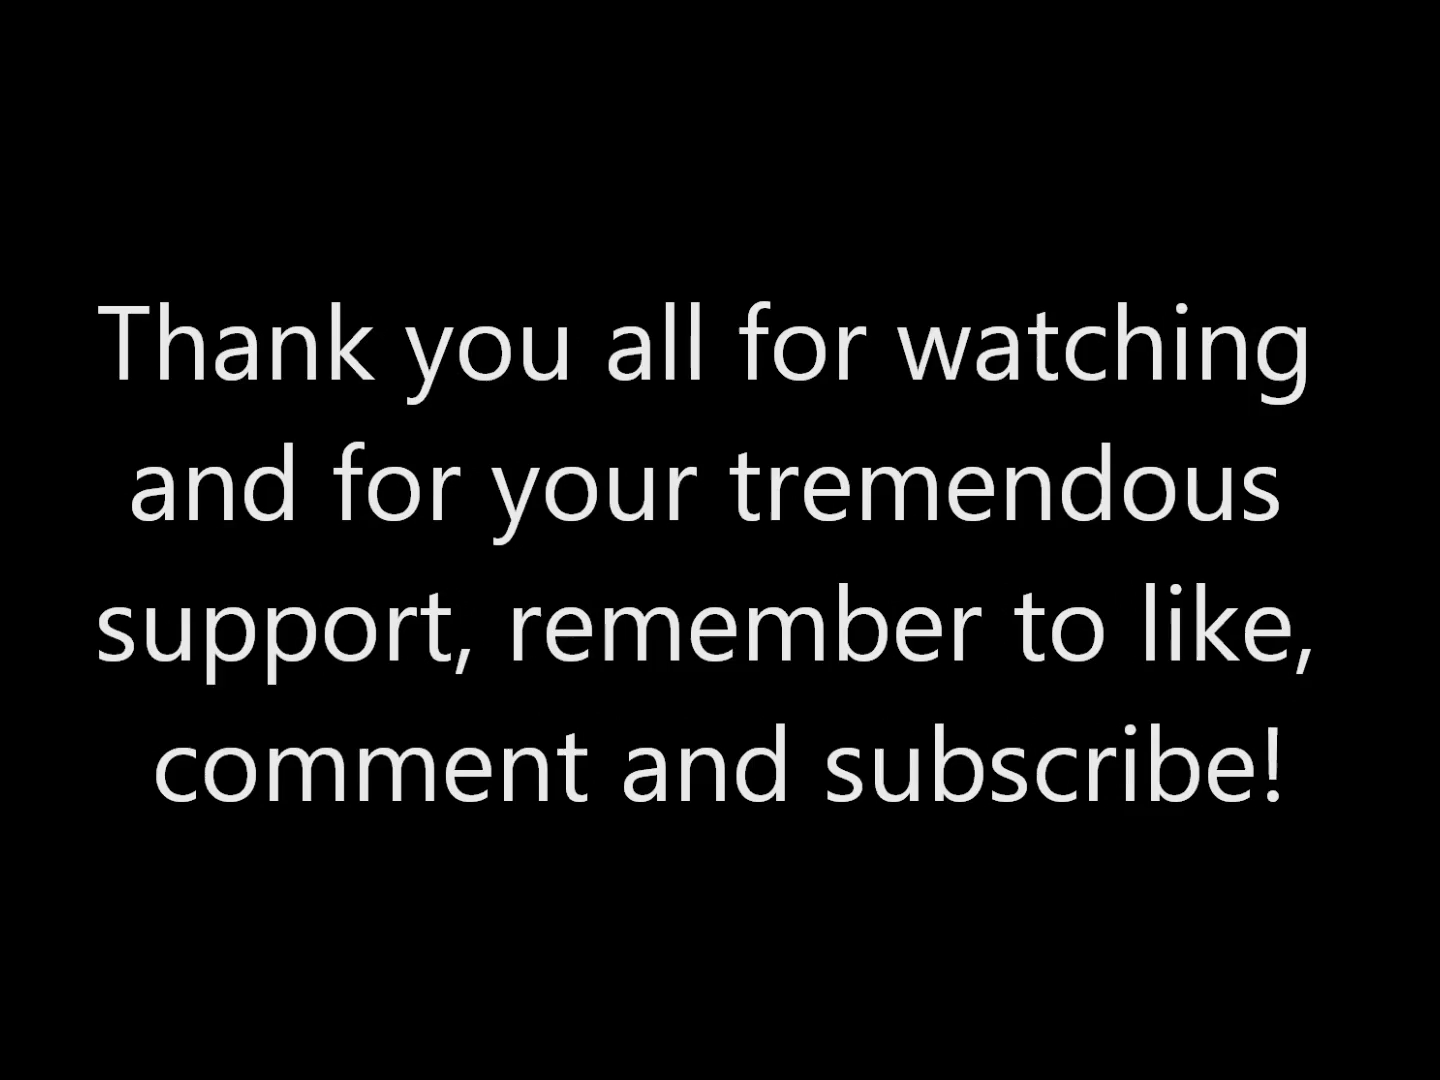 Thank you all for watching
and for your tremendous
support, remember to like,
comment and subscribe!